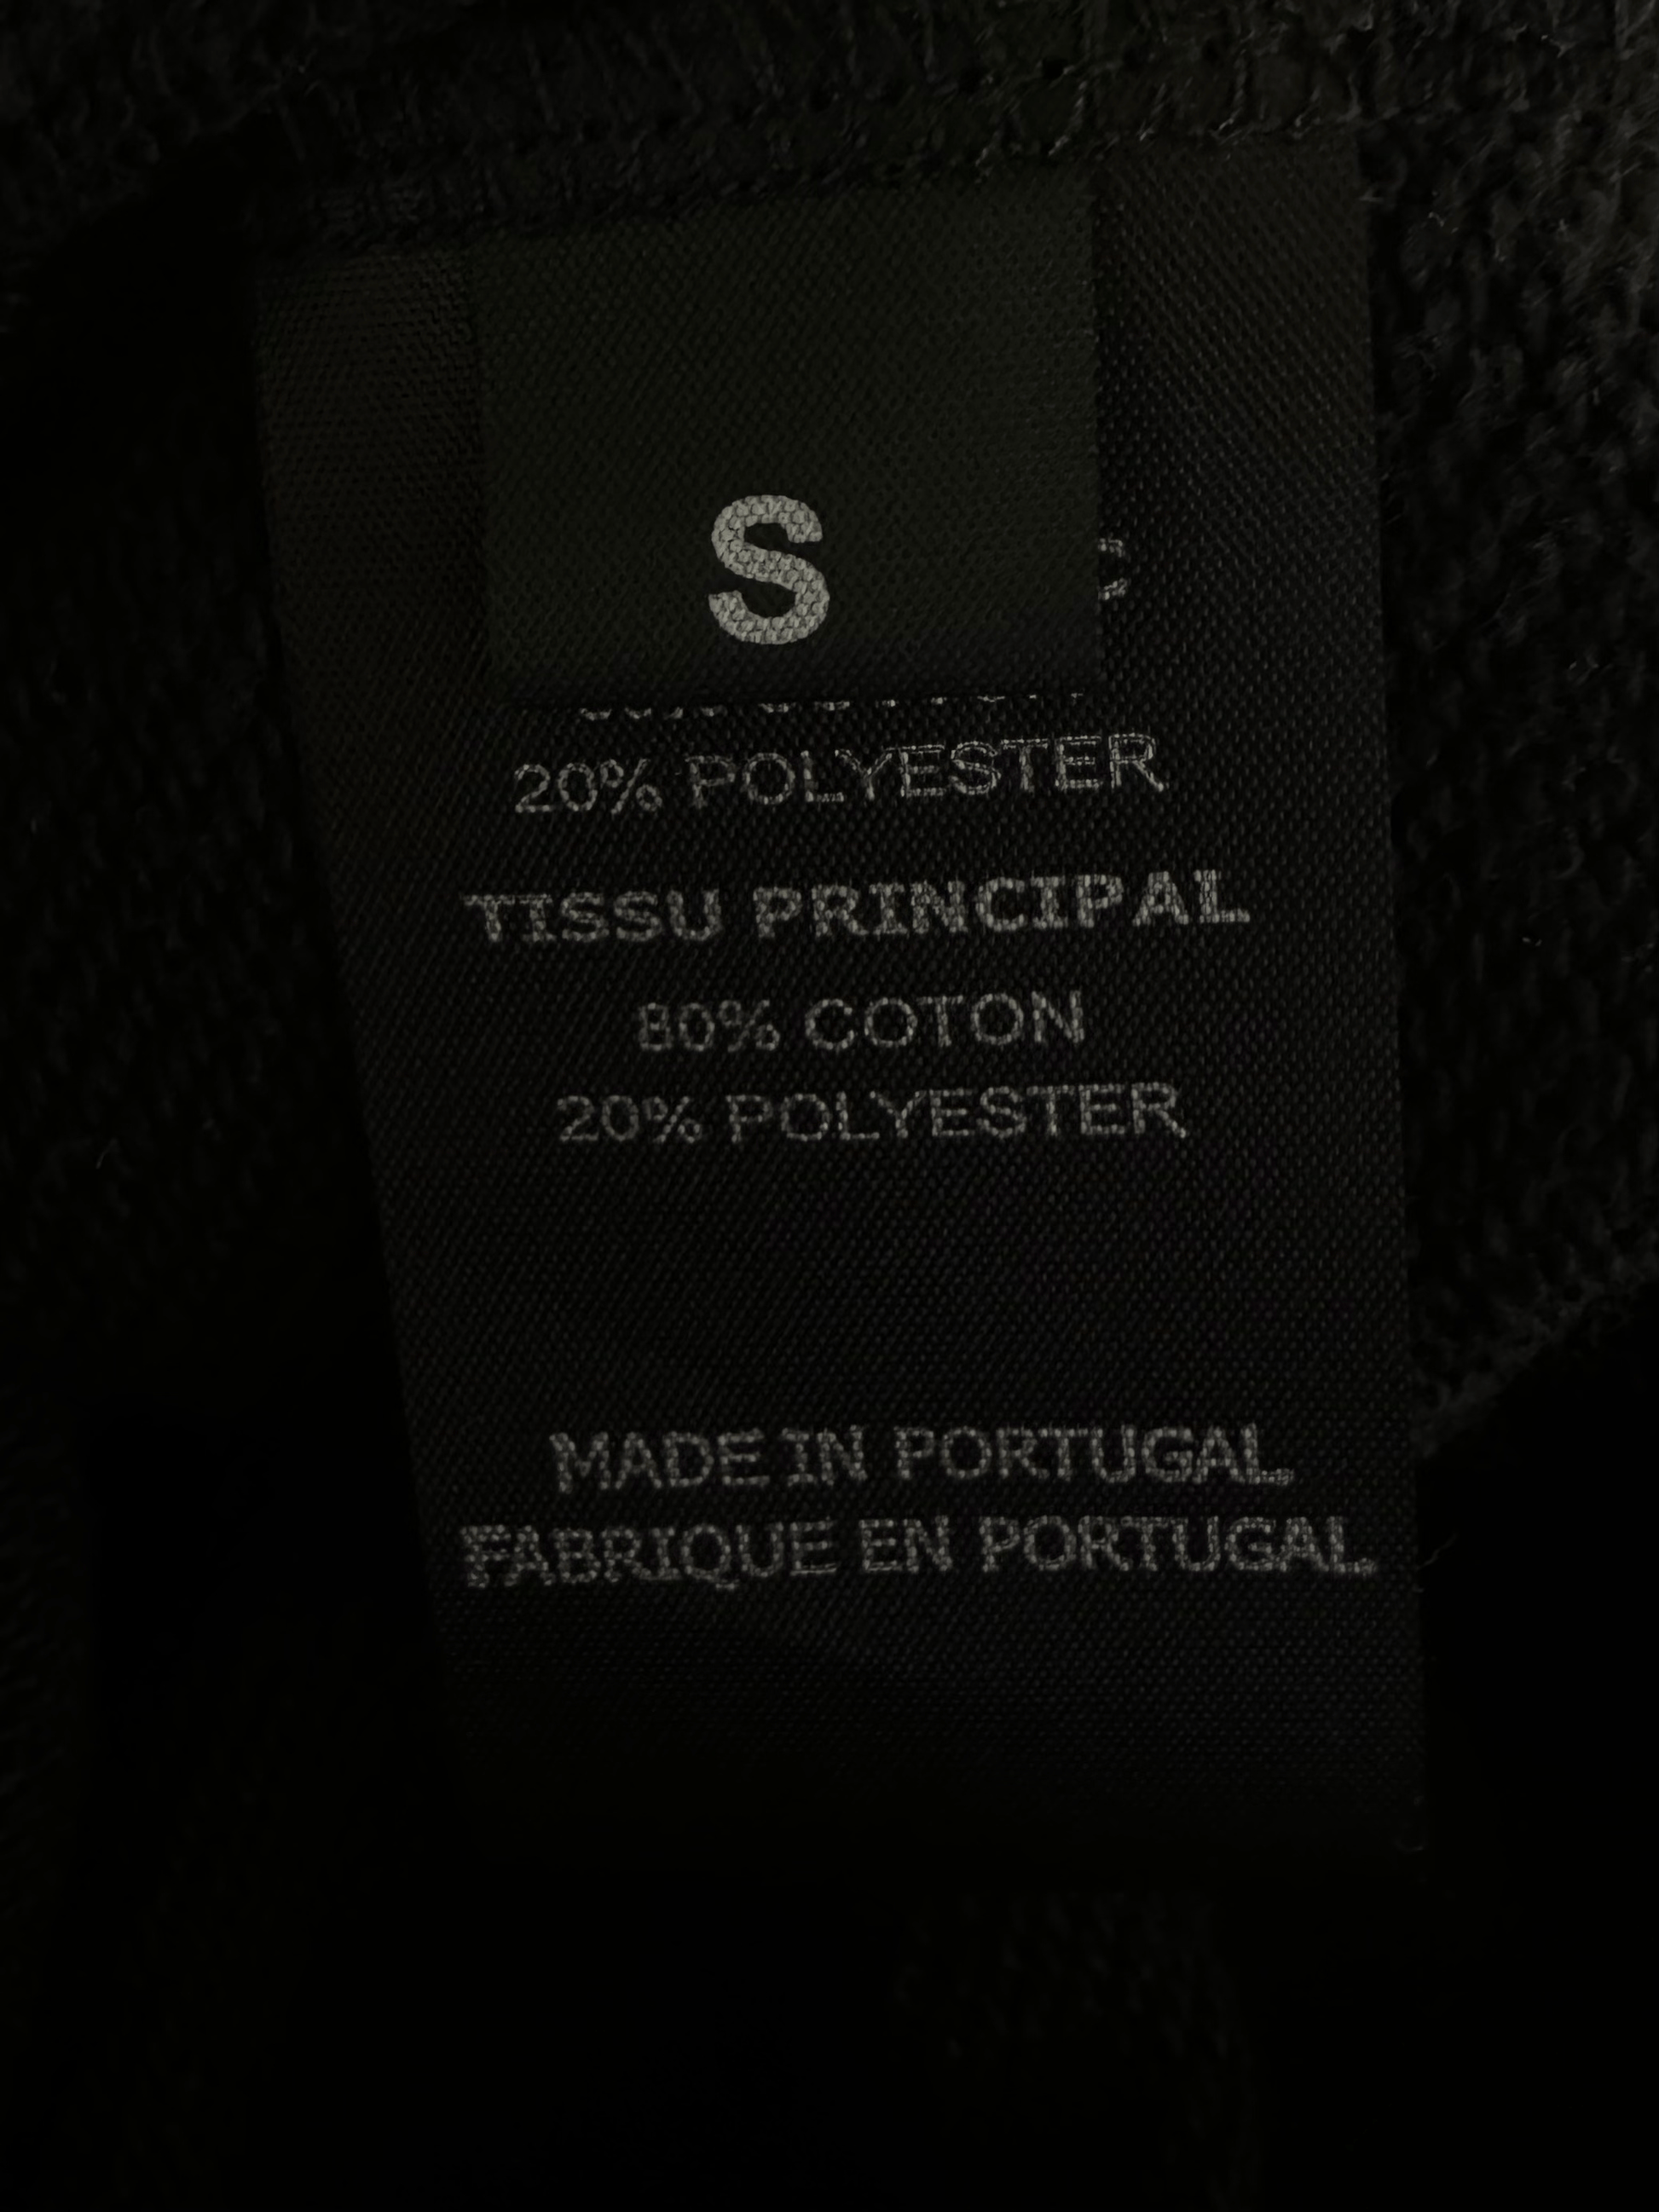 S
20% POLYESTER
TISSU PRINCIPAL
80% COTON
20% POLYESTER
MADE IN PORTUGAL
FABRIQUE EN PORTUGAL